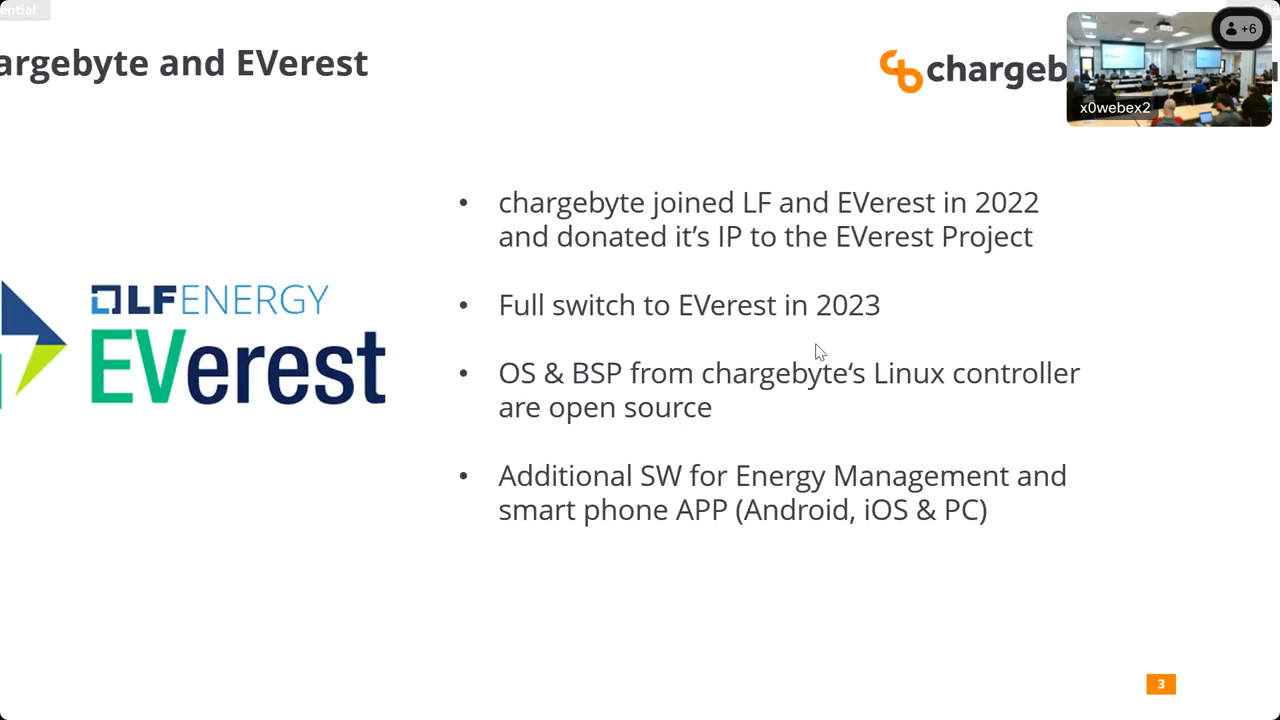 ential
argebyte and EVerest
chargeb
+6
x0webex2
LFENERGY
EVerest
• chargebyte joined LF and EVerest in 2022
and donated it’s IP to the EVerest Project
• Full switch to EVerest in 2023
• OS & BSP from chargebyte‘s Linux controller
are open source
• Additional SW for Energy Management and
smart phone APP (Android, iOS & PC)
3